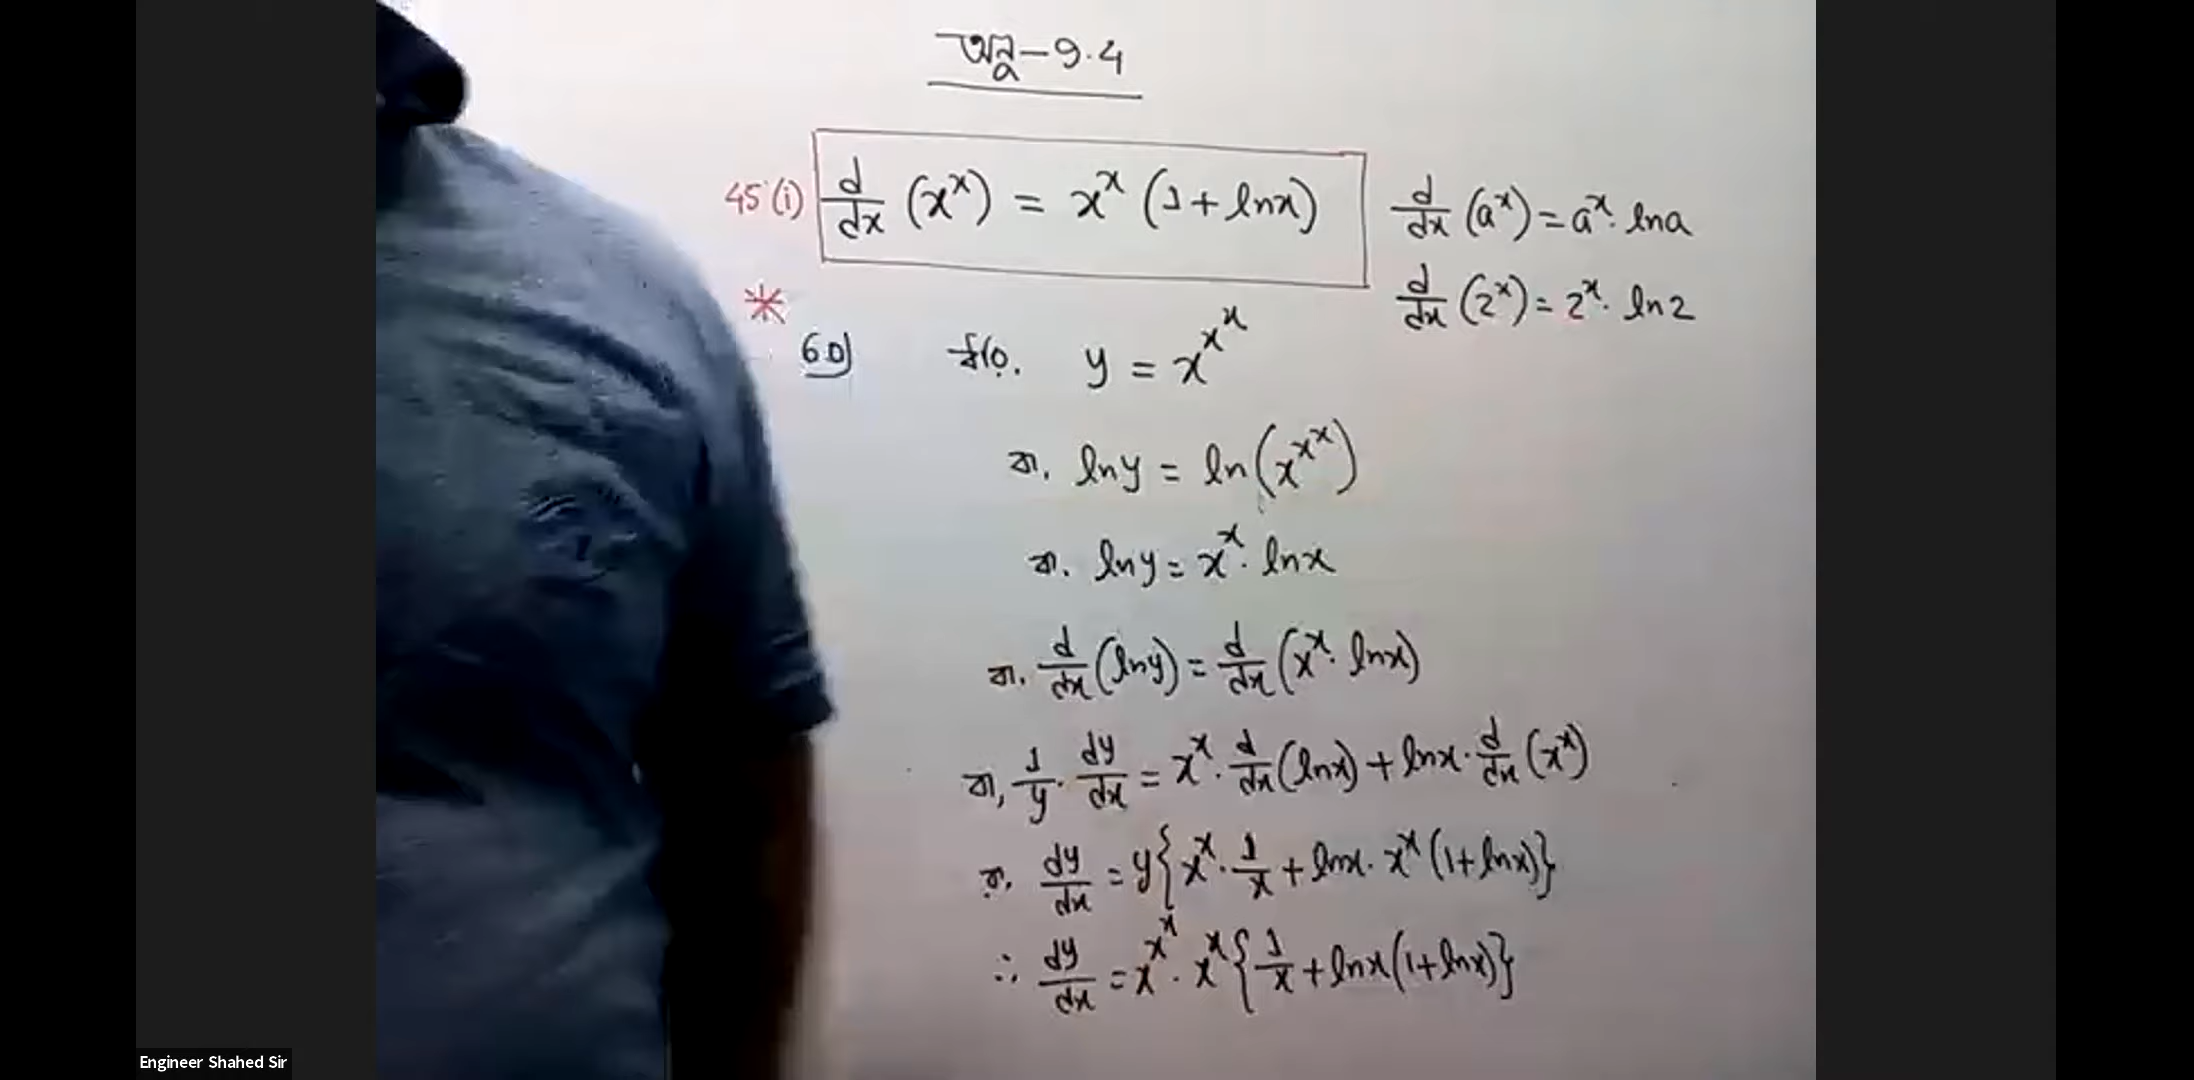 অনু-9.4
45(i) d/dx (x^x) = x^x (1 + lnx)
d/dx (a^x) = a^x. lna
d/dx (2^x) = 2^x. ln2
*
60) ধরি, y = x^x^x
বা, lny = ln(x^x^x)
বা, lny = x^x. lnx
বা, d/dx (lny) = d/dx (x^x. lnx)
বা, 1/y. dy/dx = x^x. d/dx (lnx) + lnx. d/dx (x^x)
বা, dy/dx = y{x^x. 1/x + lnx. x^x (1 + lnx)}
∴ dy/dx = x^x^x. x^x {1/x + lnx (1 + lnx)}
Engineer Shahed Sir